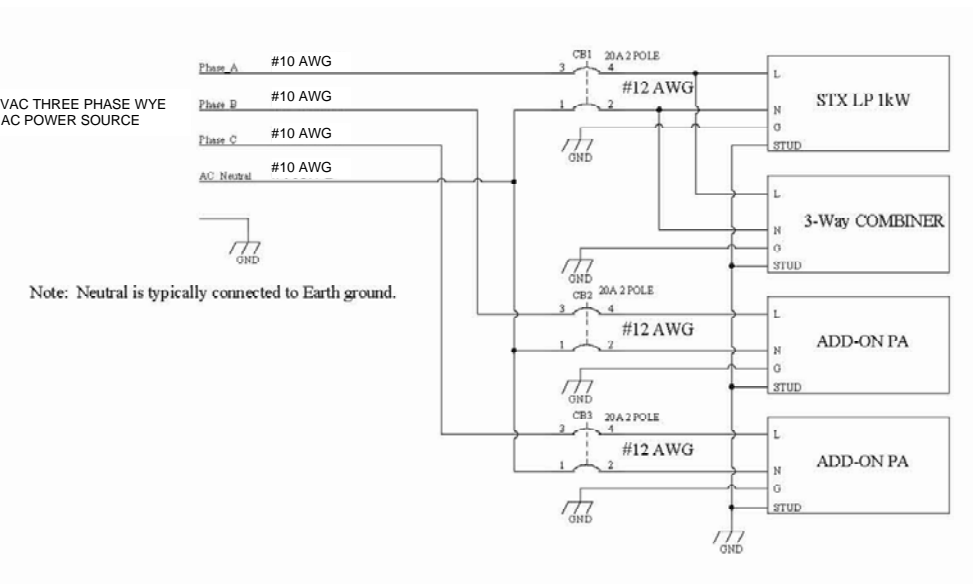 VAC THREE PHASE WYE
AC POWER SOURCE
Phase_A #10 AWG
Phase_B #10 AWG
Phase_C #10 AWG
AC_Neutral #10 AWG
GND
Note: Neutral is typically connected to Earth ground.
CB1 20A 2 POLE
3 4
#12 AWG
1 2
GND
L
N
G
STUD
STX LP 1kW
L
N
G
STUD
3-Way COMBINER
GND
CB2 20A 2 POLE
3 4
#12 AWG
1 2
GND
L
N
G
STUD
ADD-ON PA
CB3 20A 2 POLE
3 4
#12 AWG
1 2
GND
L
N
G
STUD
ADD-ON PA
GND